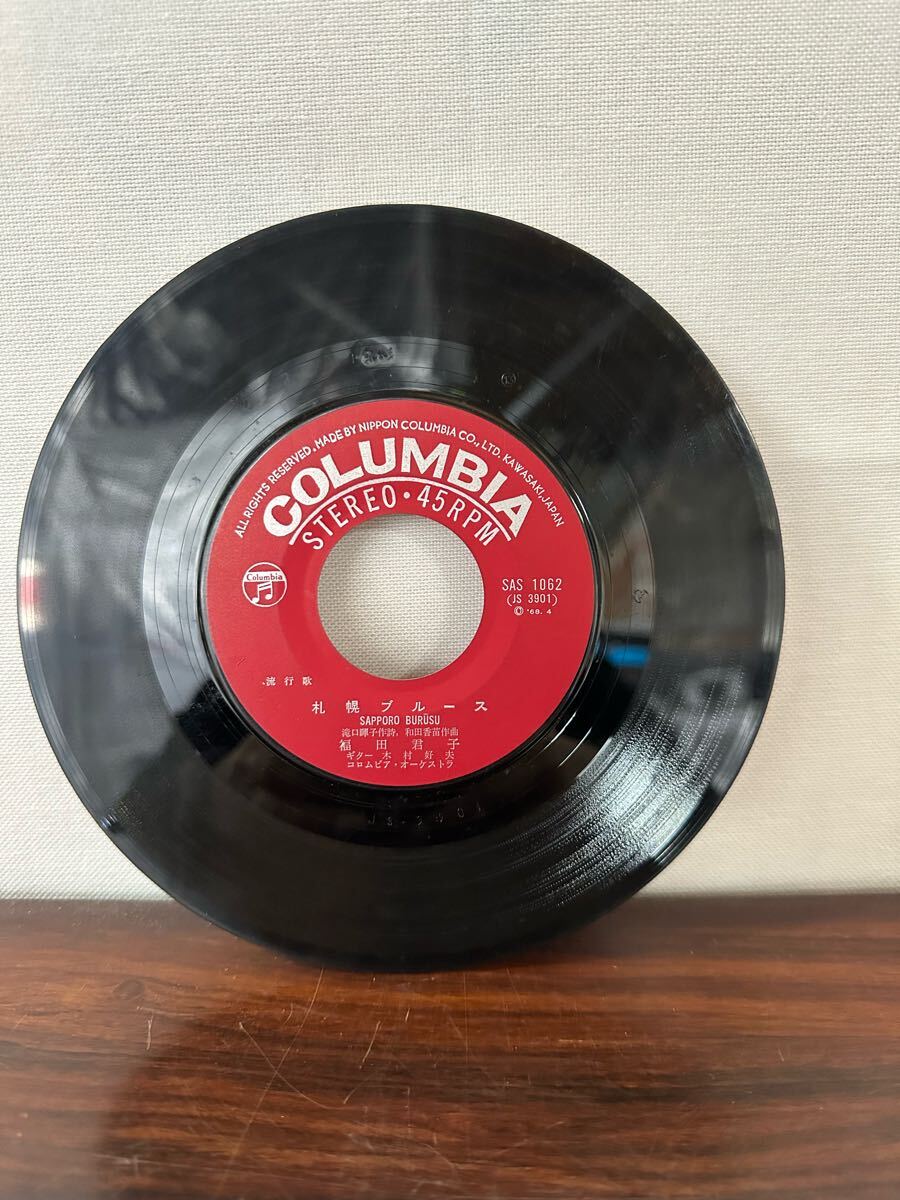 ALL RIGHTS RESERVED, MADE BY NIPPON COLUMBIA CO., LTD. KAWASAKI, JAPAN
COLUMBIA
STEREO・45RPM
Columbia
SAS 1062
(JS 3901)
Ⓟ '68. 4
流行歌
札幌ブルース
SAPPORO BURŪSU
滝口暉子作詩, 和田香苗作曲
福田君子
ギター 木村好夫
コロムビア・オーケストラ
JS-3901